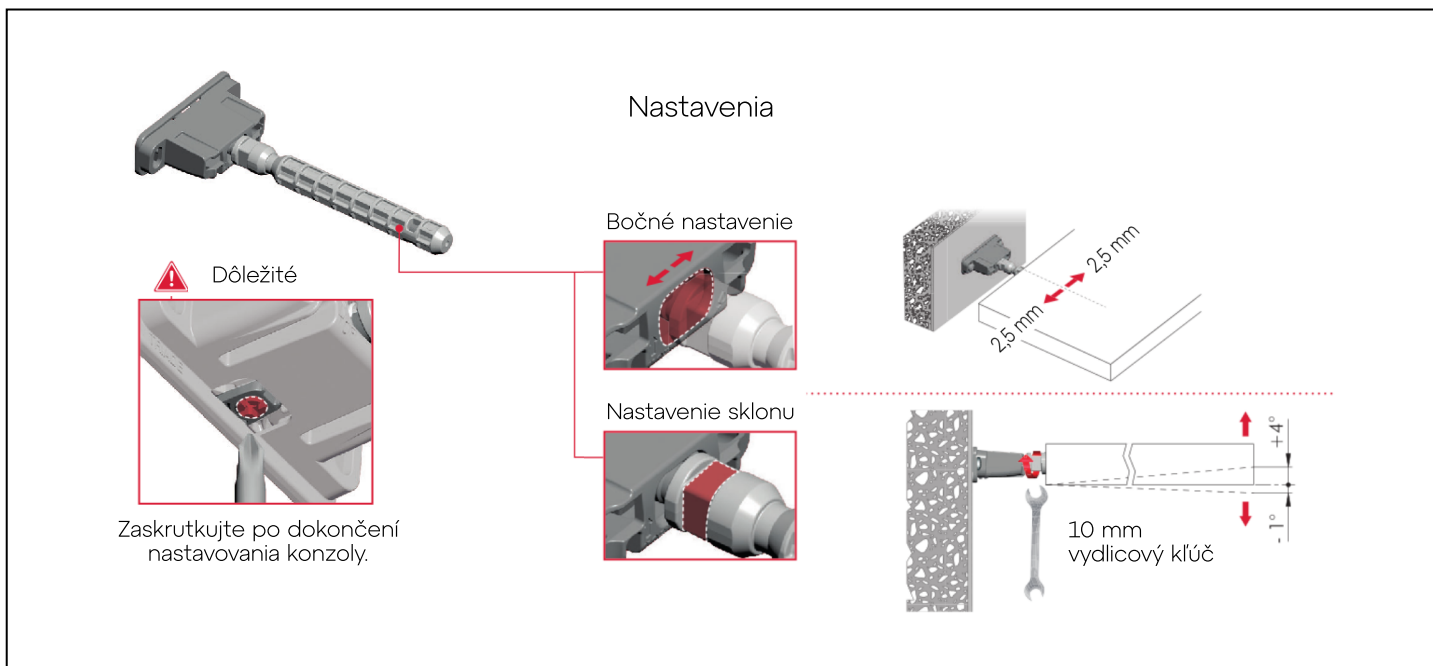 Nastavenia
Dôležité
Zaskrutkujte po dokončení
nastavovania konzoly.
Bočné nastavenie
2,5 mm
2,5 mm
Nastavenie sklonu
+4°
- 1°
10 mm
vydlicový kľúč